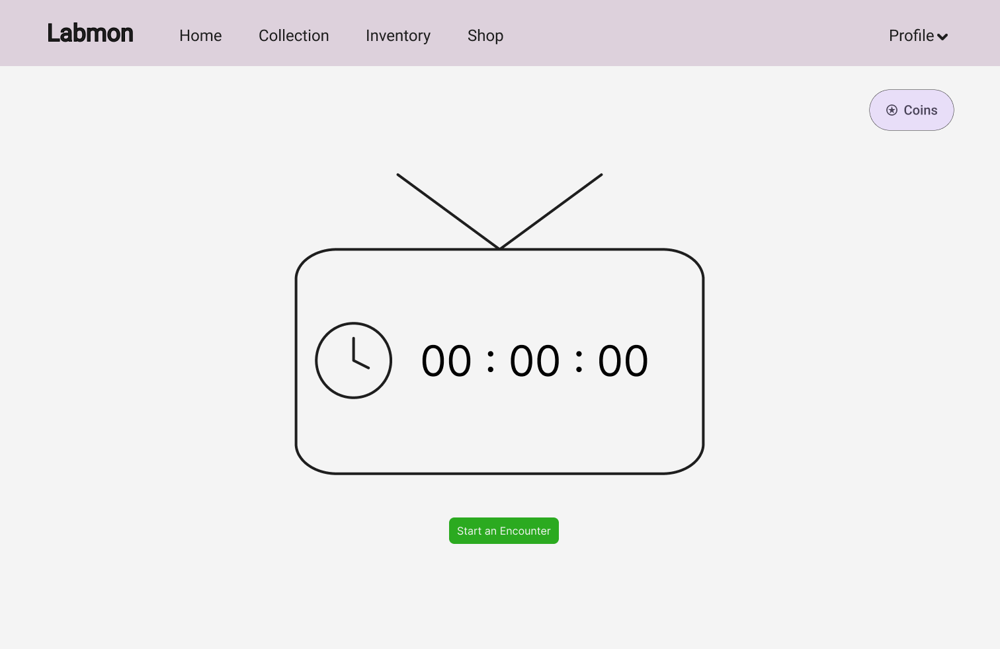 Labmon Home Collection Inventory Shop Profile
Coins
00 : 00 : 00
Start an Encounter